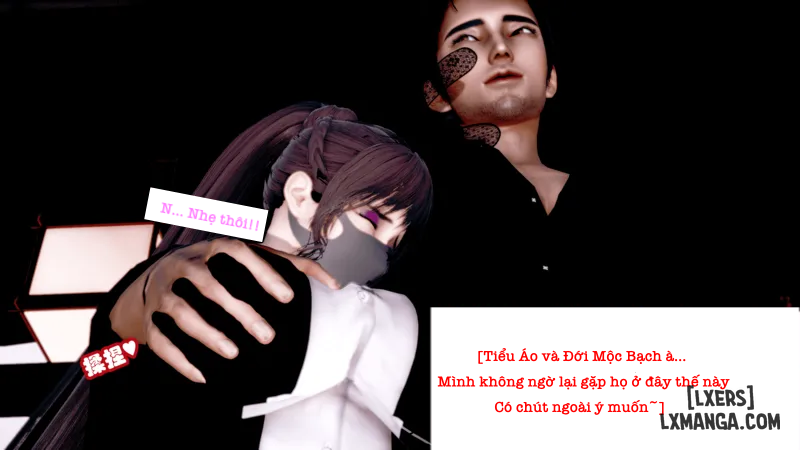 N... Nhẹ thôi!!
揉捏♥
[Tiểu Áo và Đới Mộc Bạch à...
Mình không ngờ lại gặp họ ở đây thế này
Có chút ngoài ý muốn~]
[LXERS]
LXMANGA.COM